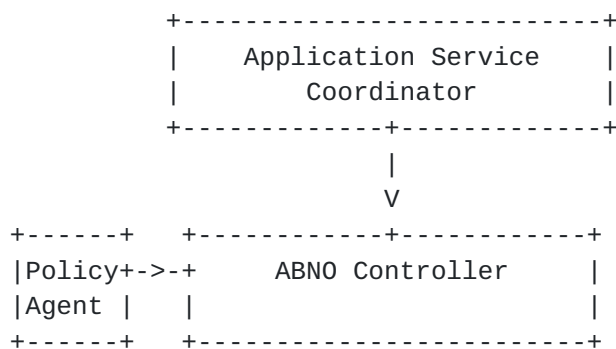 +---------------------------+
|    Application Service    |
|        Coordinator        |
+-------------+-------------+
|
V
+------+   +------------+------------+
|Policy+->-+     ABNO Controller     |
|Agent |   |                         |
+------+   +-------------------------+